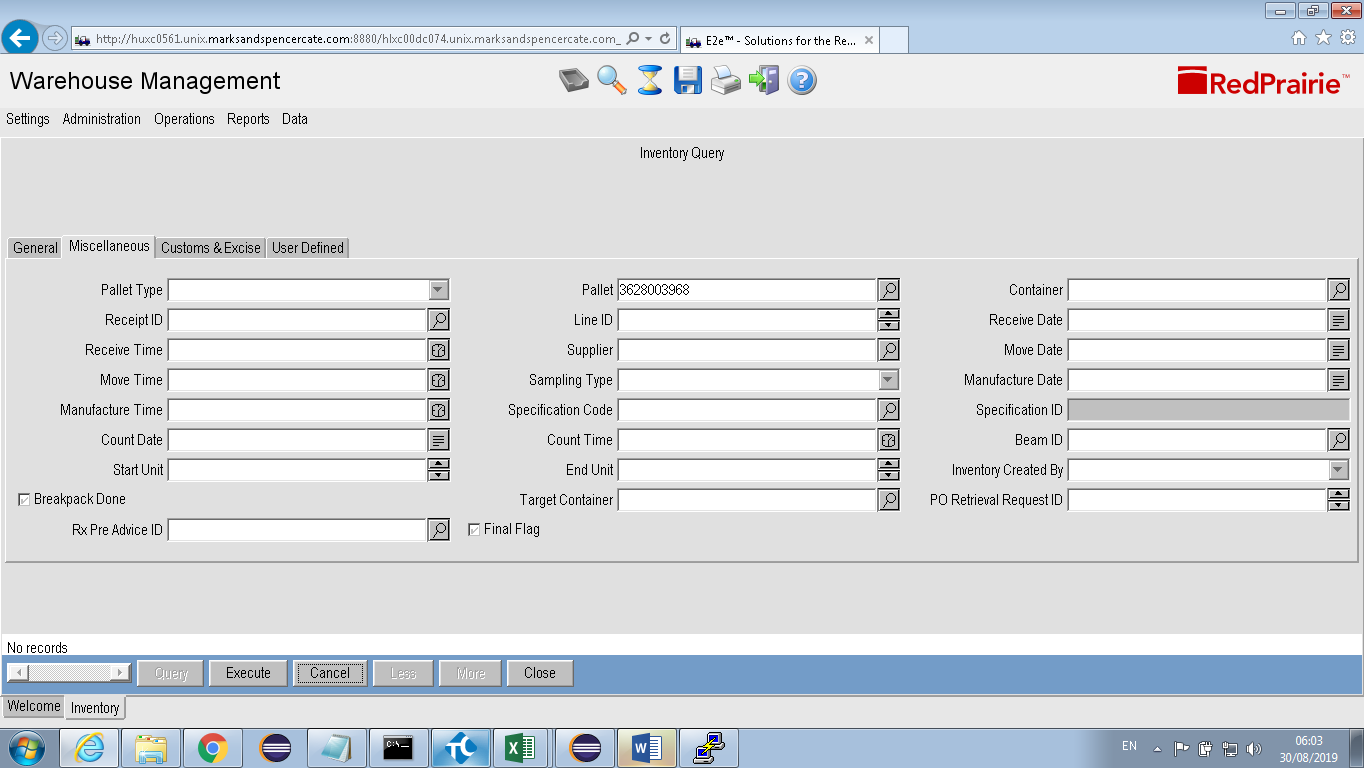 http://huxc0561.unix.marksandspencercate.com:8880/hlxc00dc074.unix.marksandspencercate.com_
E2e™ - Solutions for the Re...
Warehouse Management
RedPrairie™
Settings Administration Operations Reports Data
Inventory Query
General Miscellaneous Customs & Excise User Defined
Pallet Type Pallet 3628003968 Container
Receipt ID Line ID Receive Date
Receive Time Supplier Move Date
Move Time Sampling Type Manufacture Date
Manufacture Time Specification Code Specification ID
Count Date Count Time Beam ID
Start Unit End Unit Inventory Created By
Breakpack Done Target Container PO Retrieval Request ID
Rx Pre Advice ID Final Flag
No records
Query Execute Cancel Less More Close
Welcome Inventory
EN 06:03
30/08/2019